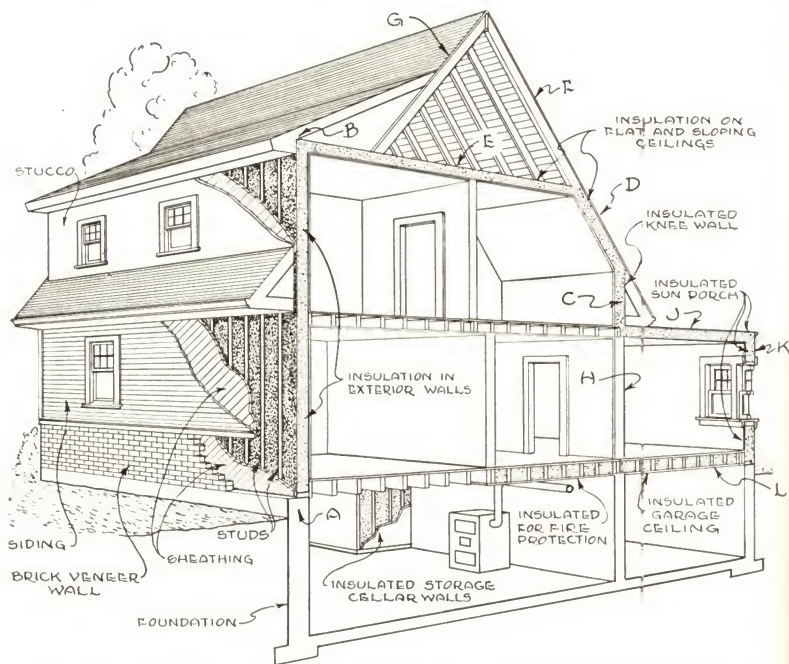 G
F
B
INSULATION ON
FLAT AND SLOPING
CEILINGS
E
STUCCO
D
INSULATED
KNEE WALL
C
INSULATED
SUN PORCH
J
K
INSULATION IN
EXTERIOR WALLS
H
L
A
INSULATED
FOR FIRE
PROTECTION
INSULATED
GARAGE
CEILING
SIDING
STUDS
SHEATHING
BRICK VENEER
WALL
INSULATED STORAGE
CELLAR WALLS
FOUNDATION